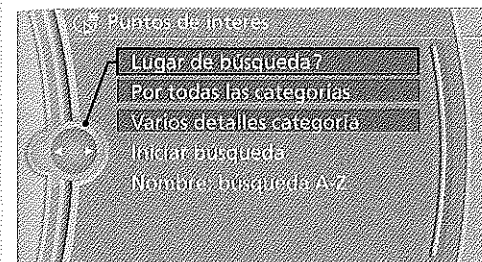 Puntos de interés
Lugar de búsqueda?
Por todas las categorías
Varios detalles categoría
Iniciar búsqueda
Nombre, búsqueda A-Z